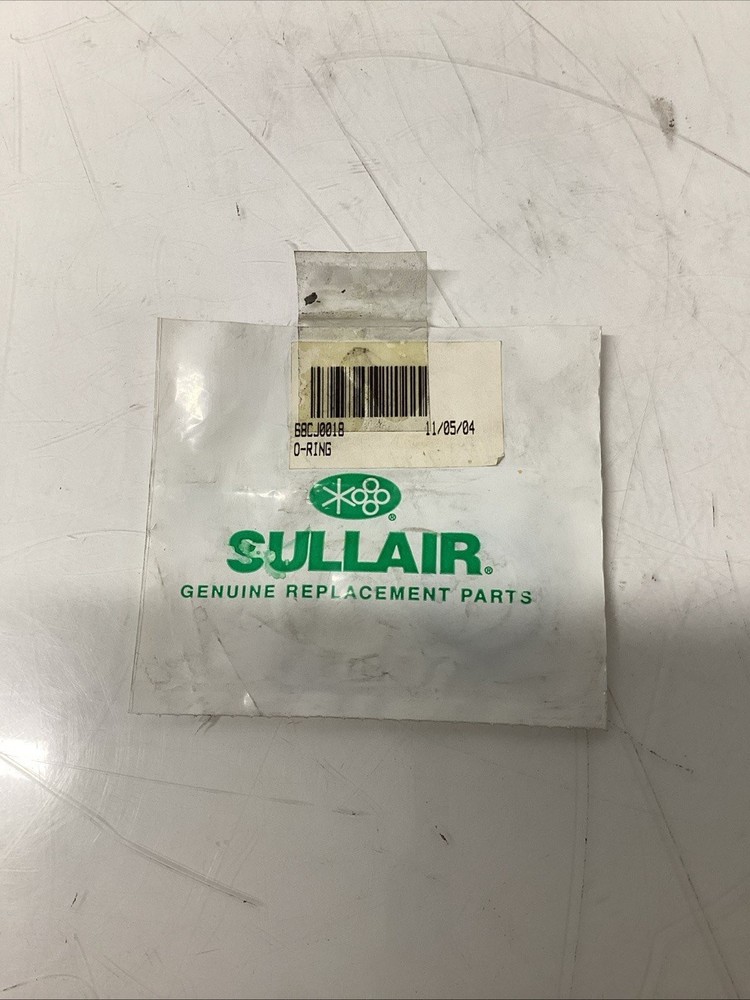 68CJ0018 11/05/04
O-RING
®
SULLAIR®
GENUINE REPLACEMENT PARTS